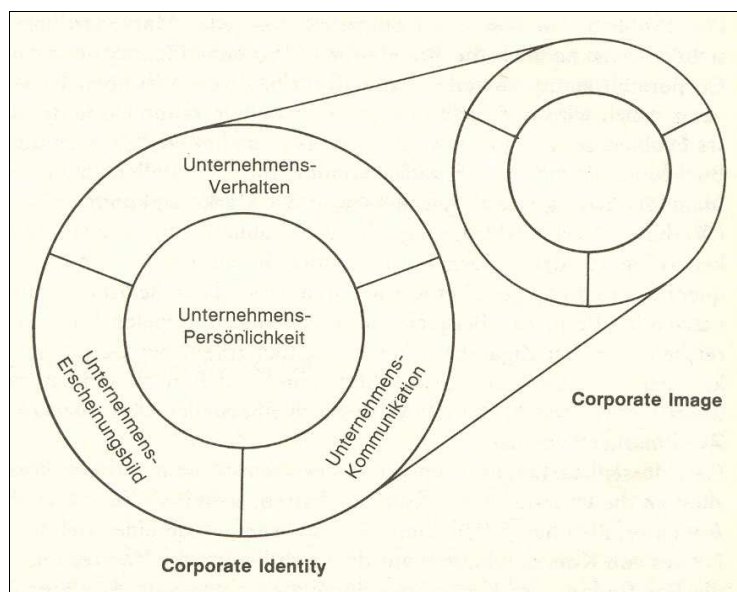 Unternehmens-
Verhalten
Unternehmens-
Persönlichkeit
Unternehmens-
Erscheinungsbild
Unternehmens-
Kommunikation
Corporate Image
Corporate Identity